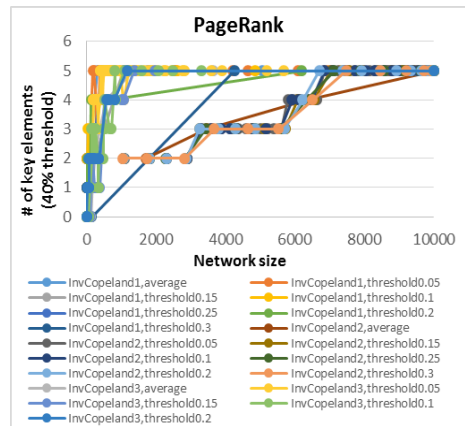 PageRank
# of key elements
(40% threshold)
6
5
4
3
2
1
0
0 2000 4000 6000 8000 10000
Network size
InvCopeland1,average InvCopeland1,threshold0.05
InvCopeland1,threshold0.15 InvCopeland1,threshold0.1
InvCopeland1,threshold0.25 InvCopeland1,threshold0.2
InvCopeland1,threshold0.3 InvCopeland2,average
InvCopeland2,threshold0.05 InvCopeland2,threshold0.15
InvCopeland2,threshold0.1 InvCopeland2,threshold0.25
InvCopeland2,threshold0.2 InvCopeland2,threshold0.3
InvCopeland3,average InvCopeland3,threshold0.05
InvCopeland3,threshold0.15 InvCopeland3,threshold0.1
InvCopeland3,threshold0.2